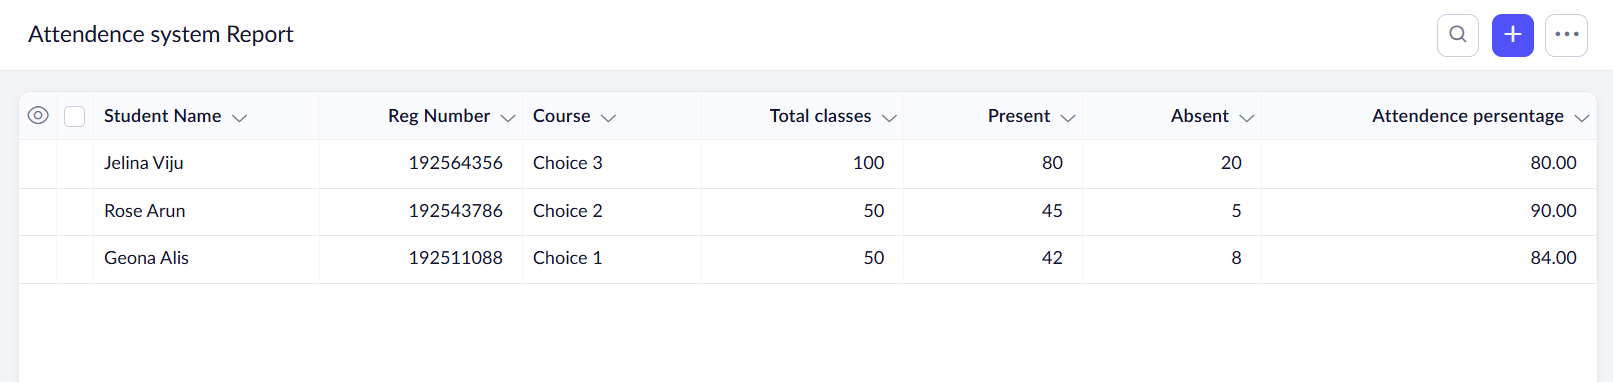 Attendence system Report
Student Name Reg Number Course Total classes Present Absent Attendence persentage
Jelina Viju 192564356 Choice 3 100 80 20 80.00
Rose Arun 192543786 Choice 2 50 45 5 90.00
Geona Alis 192511088 Choice 1 50 42 8 84.00